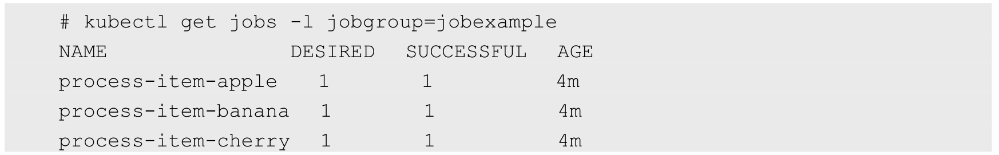 # kubectl get jobs -l jobgroup=jobexample
NAME DESIRED SUCCESSFUL AGE
process-item-apple 1 1 4m
process-item-banana 1 1 4m
process-item-cherry 1 1 4m